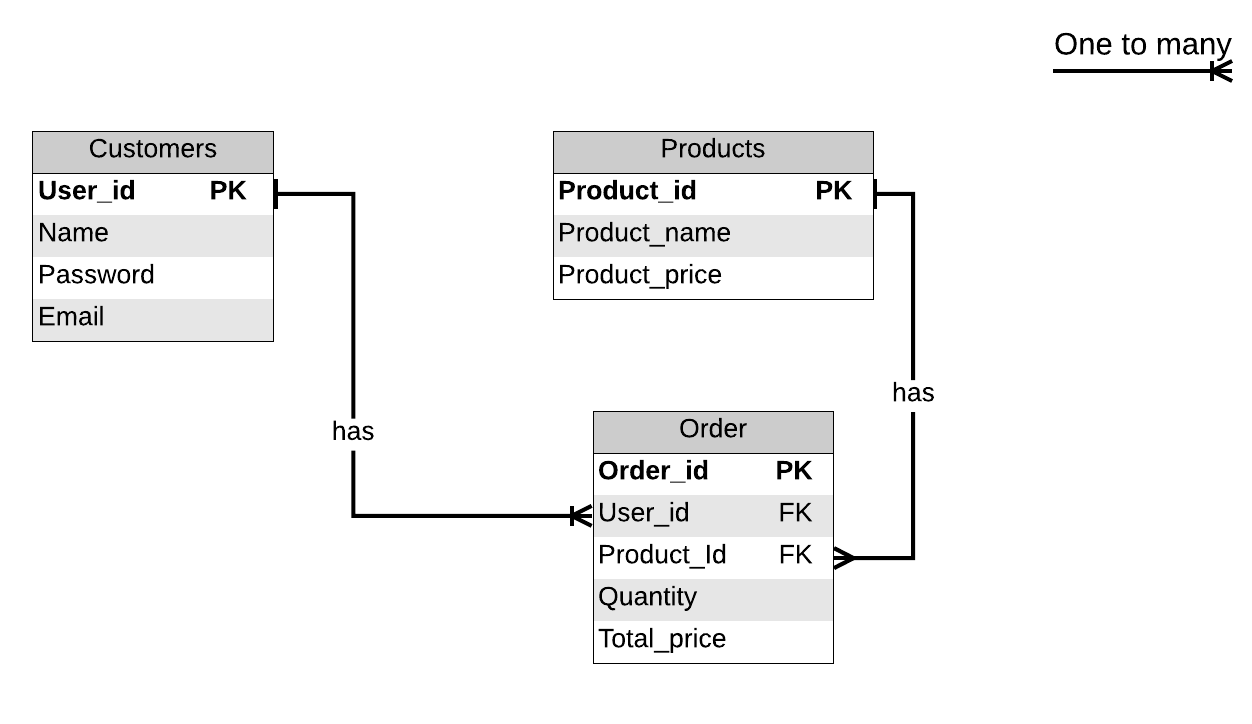 One to many
Customers
User_id PK
Name
Password
Email
Products
Product_id PK
Product_name
Product_price
has
has
Order
Order_id PK
User_id FK
Product_Id FK
Quantity
Total_price